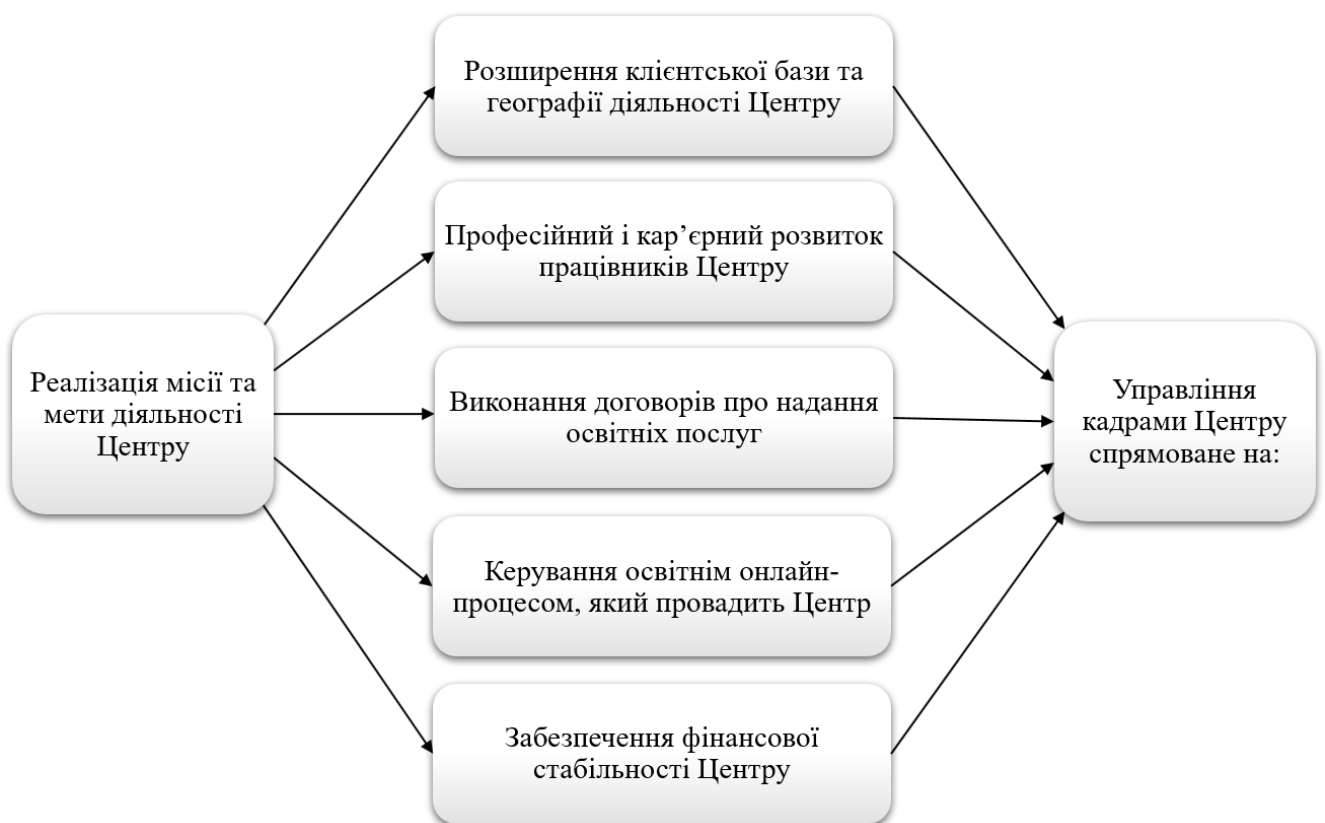 Розширення клієнтської бази та
географії діяльності Центру
Професійний і кар’єрний розвиток
працівників Центру
Реалізація місії та
мети діяльності
Центру
Виконання договорів про надання
освітніх послуг
Управління
кадрами Центру
спрямоване на:
Керування освітнім онлайн-
процесом, який провадить Центр
Забезпечення фінансової
стабільності Центру